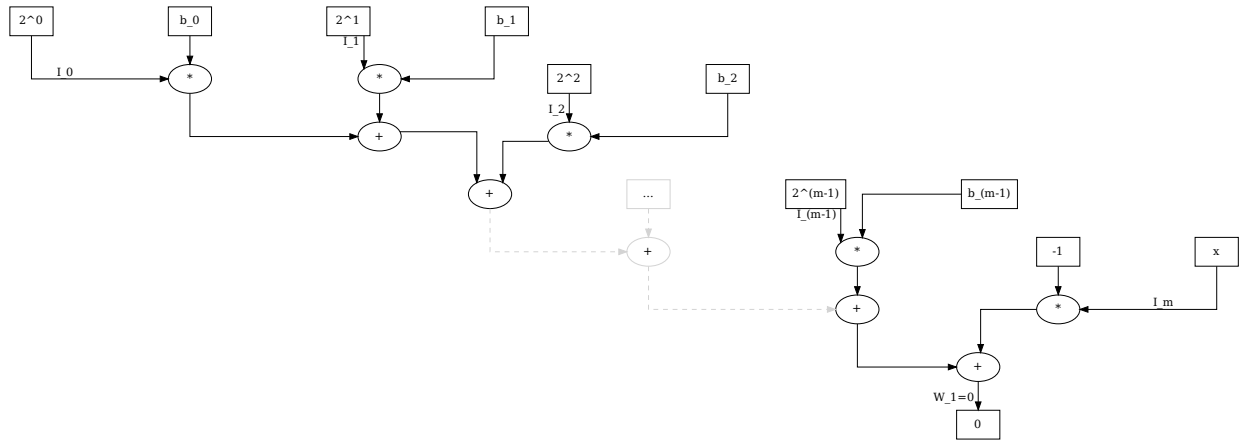 2^0
b_0
2^1
b_1
I_1
I_0
*
*
2^2
b_2
I_2
+
*
+
...
2^(m-1)
b_(m-1)
I_(m-1)
+
*
-1
x
+
*
I_m
+
W_1=0
0